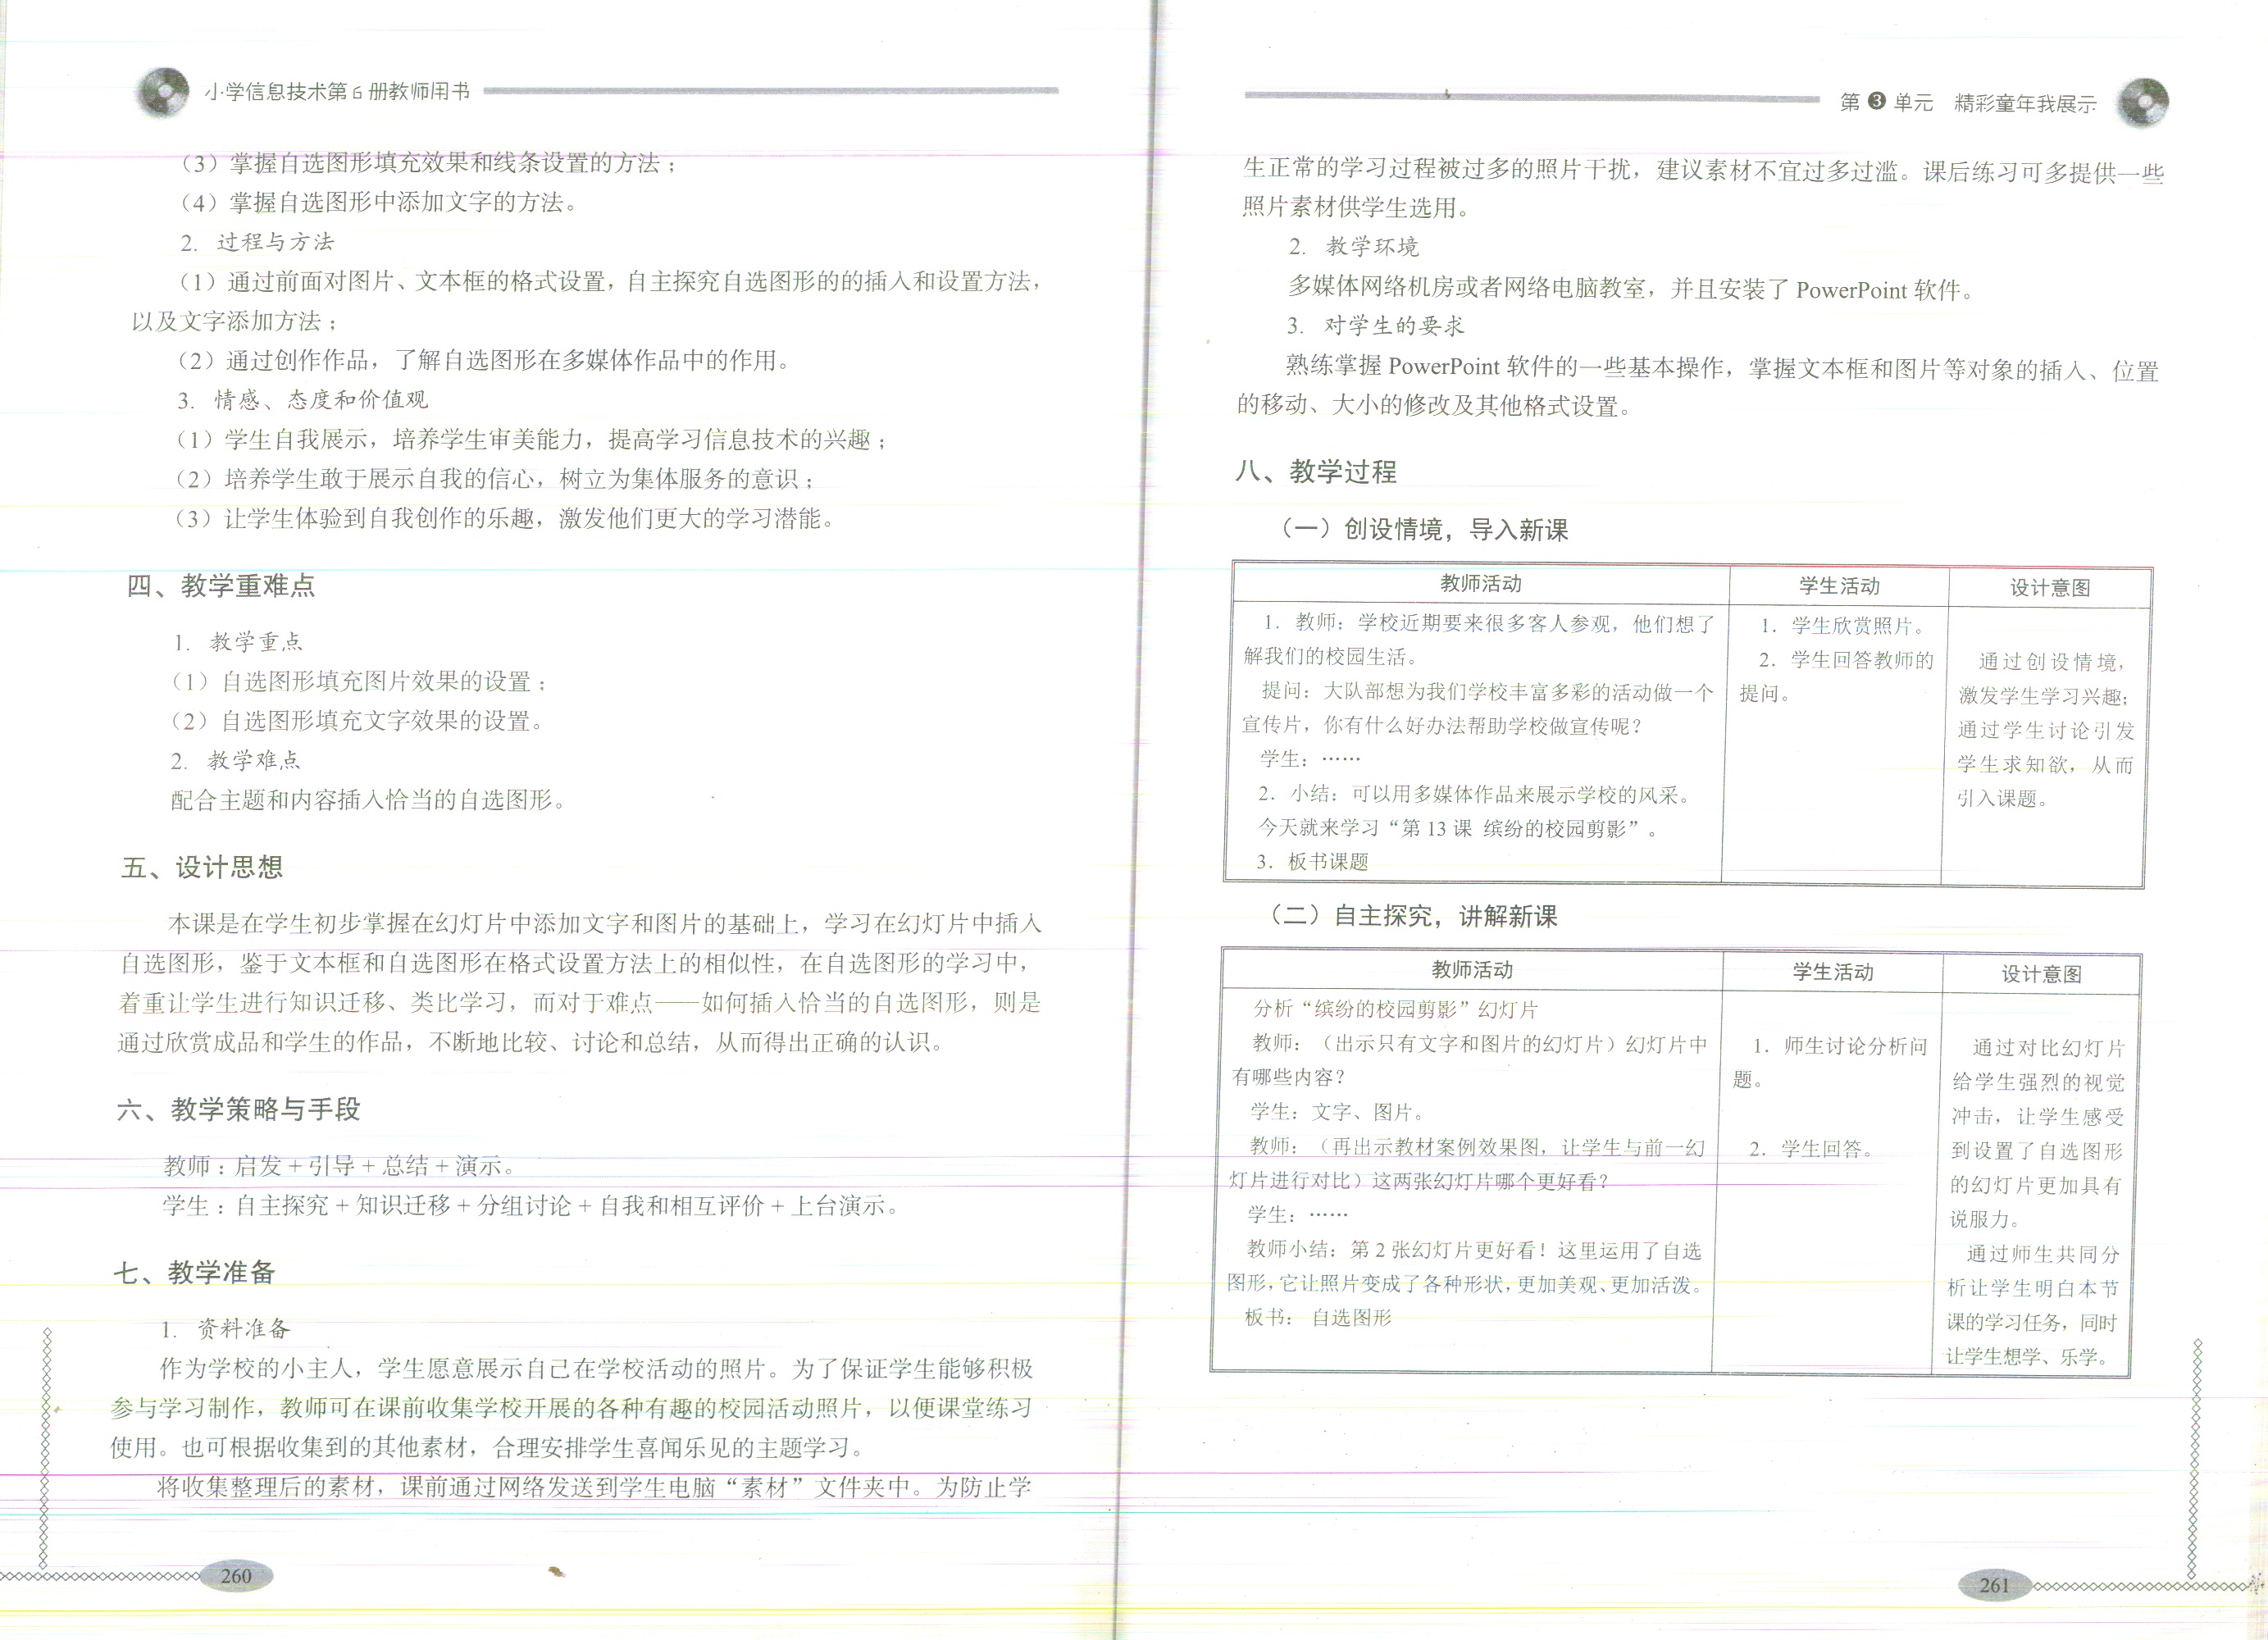 小学信息技术第6册教师用书
（3）掌握自选图形填充效果和线条设置的方法；
（4）掌握自选图形中添加文字的方法。
2. 过程与方法
（1）通过前面对图片、文本框的格式设置，自主探究自选图形的的插入和设置方法，
以及文字添加方法；
（2）通过创作作品，了解自选图形在多媒体作品中的作用。
3. 情感、态度和价值观
（1）学生自我展示，培养学生审美能力，提高学习信息技术的兴趣；
（2）培养学生敢于展示自我的信心，树立为集体服务的意识；
（3）让学生体验到自我创作的乐趣，激发他们更大的学习潜能。
四、教学重难点
1. 教学重点
（1）自选图形填充图片效果的设置；
（2）自选图形填充文字效果的设置。
2. 教学难点
配合主题和内容插入恰当的自选图形。
五、设计思想
本课是在学生初步掌握在幻灯片中添加文字和图片的基础上，学习在幻灯片中插入
自选图形，鉴于文本框和自选图形在格式设置方法上的相似性，在自选图形的学习中，
着重让学生进行知识迁移、类比学习，而对于难点——如何插入恰当的自选图形，则是
通过欣赏成品和学生的作品，不断地比较、讨论和总结，从而得出正确的认识。
六、教学策略与手段
教师：启发+引导+总结+演示。
学生：自主探究+知识迁移+分组讨论+自我和相互评价+上台演示。
七、教学准备
1. 资料准备
作为学校的小主人，学生愿意展示自己在学校活动的照片。为了保证学生能够积极
参与学习制作，教师可在课前收集学校开展的各种有趣的校园活动照片，以便课堂练习
使用。也可根据收集到的其他素材，合理安排学生喜闻乐见的主题学习。
将收集整理后的素材，课前通过网络发送到学生电脑“素材”文件夹中。为防止学
260
第❸单元 精彩童年我展示
生正常的学习过程被过多的照片干扰，建议素材不宜过多过滥。课后练习可多提供一些
照片素材供学生选用。
2. 教学环境
多媒体网络机房或者网络电脑教室，并且安装了 PowerPoint 软件。
3. 对学生的要求
熟练掌握 PowerPoint 软件的一些基本操作，掌握文本框和图片等对象的插入、位置
的移动、大小的修改及其他格式设置。
八、教学过程
（一）创设情境，导入新课
教师活动
学生活动
设计意图
1. 教师：学校近期要来很多客人参观，他们想了
解我们的校园生活。
提问：大队部想为我们学校丰富多彩的活动做一个
宣传片，你有什么好办法帮助学校做宣传呢？
学生：……
2. 小结：可以用多媒体作品来展示学校的风采。
今天就来学习“第13课 缤纷的校园剪影”。
3. 板书课题
1. 学生欣赏照片。
2. 学生回答教师的
提问。
通过创设情境，
激发学生学习兴趣；
通过学生讨论引发
学生求知欲，从而
引入课题。
（二）自主探究，讲解新课
教师活动
学生活动
设计意图
分析“缤纷的校园剪影”幻灯片
教师：（出示只有文字和图片的幻灯片）幻灯片中
有哪些内容？
学生：文字、图片。
教师：（再出示教材案例效果图，让学生与前一幻
灯片进行对比）这两张幻灯片哪个更好看？
学生：……
教师小结：第2张幻灯片更好看！这里运用了自选
图形，它让照片变成了各种形状，更加美观、更加活泼。
板书： 自选图形
1. 师生讨论分析问
题。
2. 学生回答。
通过对比幻灯片
给学生强烈的视觉
冲击，让学生感受
到设置了自选图形
的幻灯片更加具有
说服力。
通过师生共同分
析让学生明白本节
课的学习任务，同时
让学生想学、乐学。
261